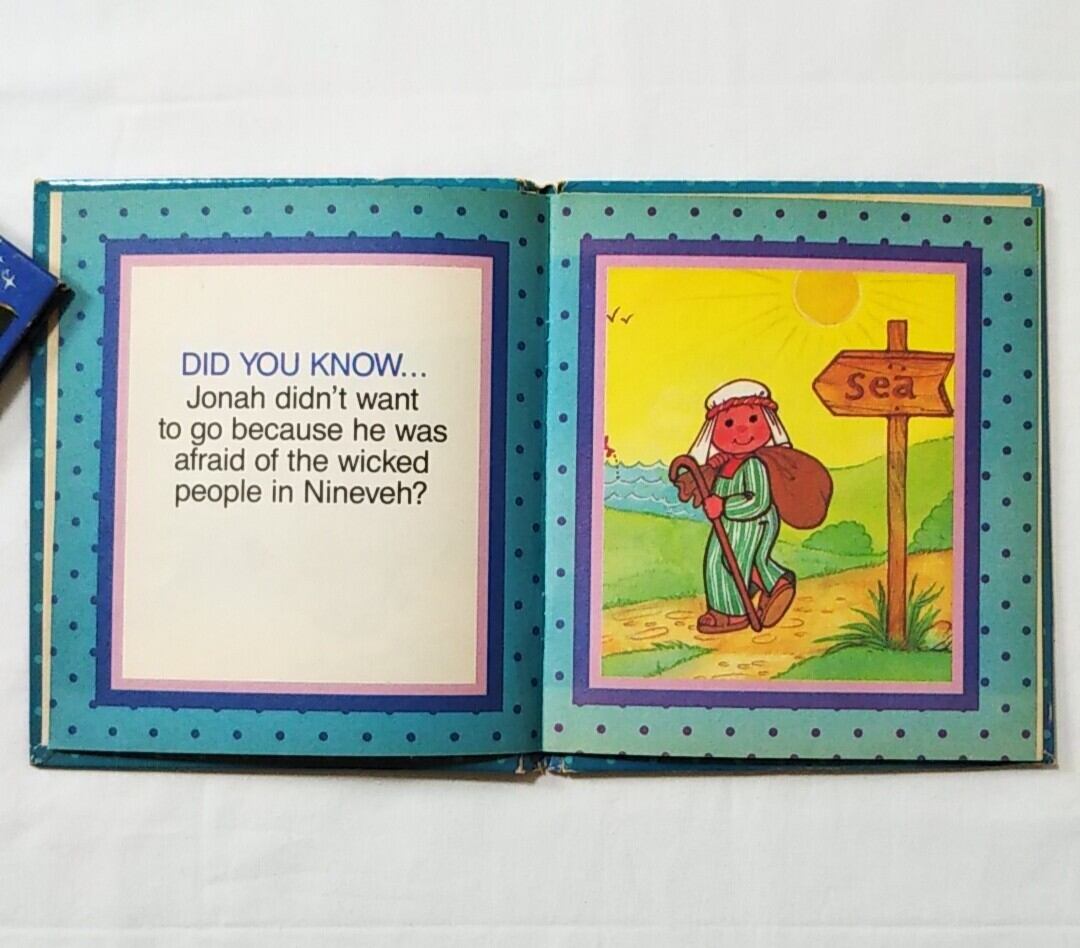 DID YOU KNOW...
Jonah didn't want
to go because he was
afraid of the wicked
people in Nineveh?
sea